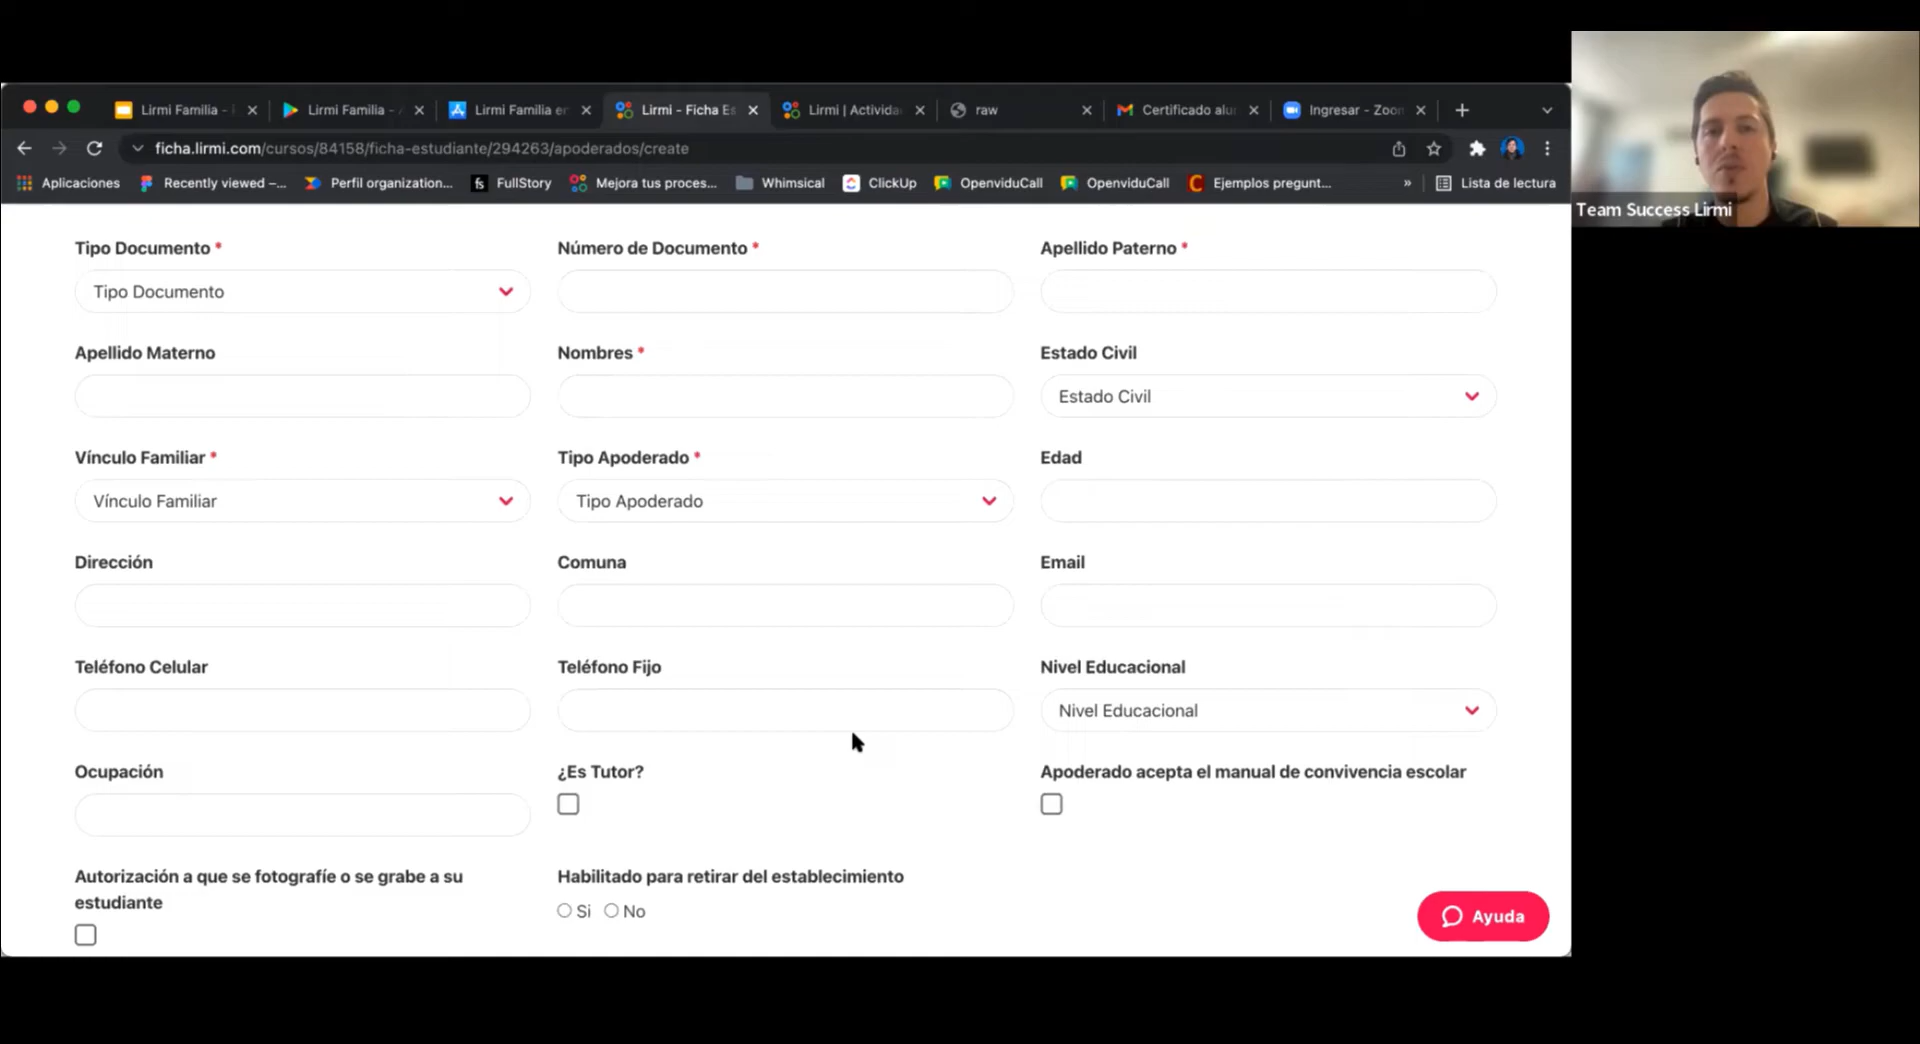 Lirmi Familia -
Lirmi Familia -
Lirmi Familia en
Lirmi - Ficha Es
Lirmi | Activida
raw
Certificado alu
Ingresar - Zoom
ficha.lirmi.com/cursos/84158/ficha-estudiante/294263/apoderados/create
Aplicaciones
Recently viewed –...
Perfil organization...
fs FullStory
Mejora tus proces...
Whimsical
ClickUp
OpenviduCall
OpenviduCall
Ejemplos pregunt...
»
Lista de lectura
Team Success Lirmi
Tipo Documento *
Número de Documento *
Apellido Paterno *
Tipo Documento
Apellido Materno
Nombres *
Estado Civil
Estado Civil
Vínculo Familiar *
Tipo Apoderado *
Edad
Vínculo Familiar
Tipo Apoderado
Dirección
Comuna
Email
Teléfono Celular
Teléfono Fijo
Nivel Educacional
Nivel Educacional
Ocupación
¿Es Tutor?
Apoderado acepta el manual de convivencia escolar
Autorización a que se fotografíe o se grabe a su
estudiante
Habilitado para retirar del establecimiento
Si No
Ayuda